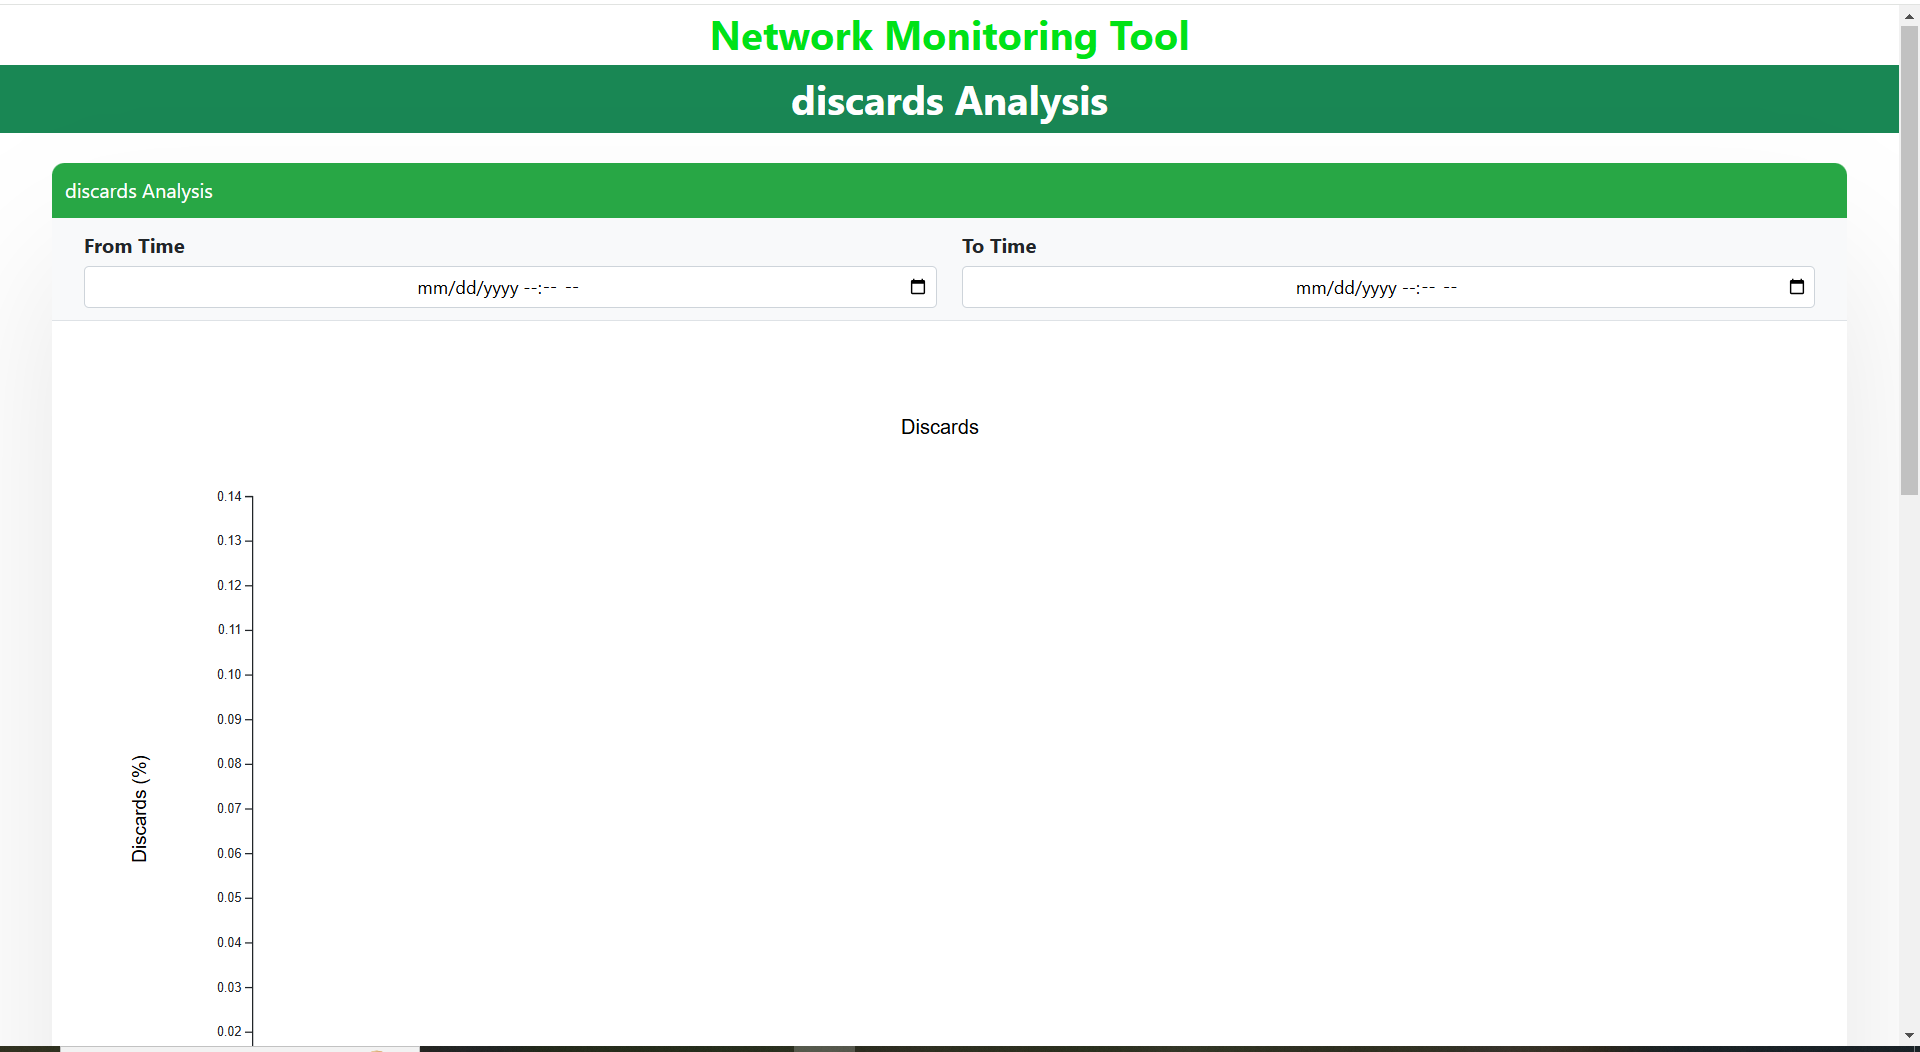 Network Monitoring Tool
discards Analysis
discards Analysis
From Time
To Time
mm/dd/yyyy --:-- --
mm/dd/yyyy --:-- --
Discards
0.14
0.13
0.12
0.11
0.10
0.09
0.08
0.07
0.06
0.05
0.04
0.03
0.02
Discards (%)